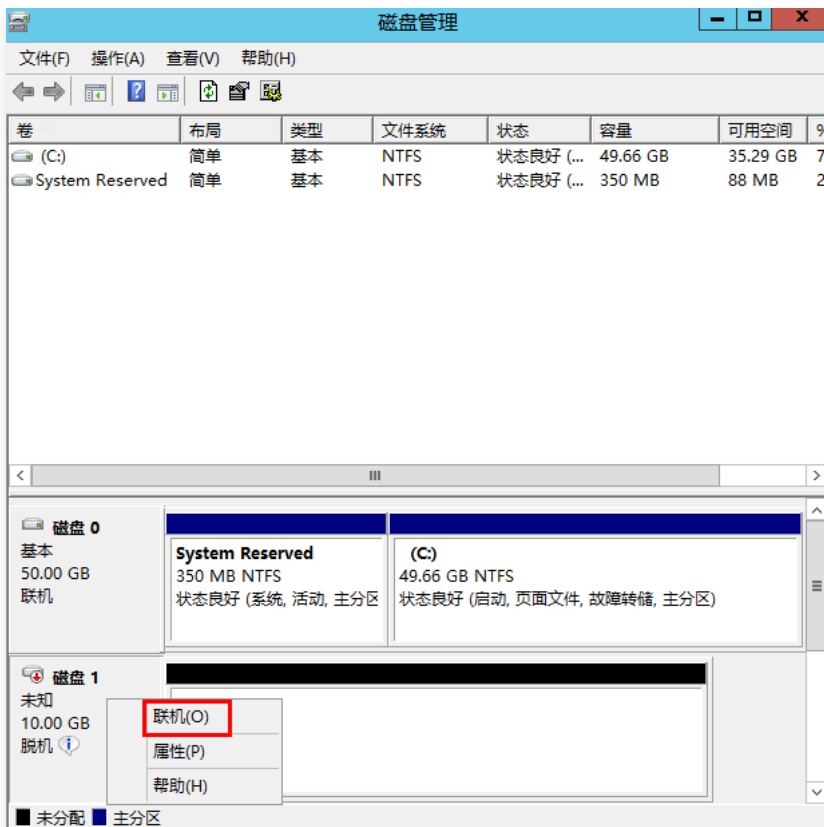 磁盘管理
文件(F) 操作(A) 查看(V) 帮助(H)
卷 布局 类型 文件系统 状态 容量 可用空间 %
(C:) 简单 基本 NTFS 状态良好 (... 49.66 GB 35.29 GB 7
System Reserved 简单 基本 NTFS 状态良好 (... 350 MB 88 MB 2
磁盘 0
基本
50.00 GB
联机
System Reserved
350 MB NTFS
状态良好 (系统, 活动, 主分区
(C:)
49.66 GB NTFS
状态良好 (启动, 页面文件, 故障转储, 主分区)
磁盘 1
未知
10.00 GB
脱机
联机(O)
属性(P)
帮助(H)
未分配 主分区